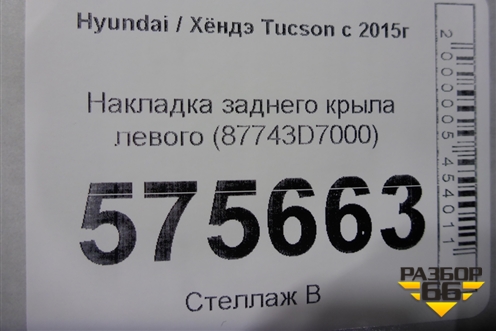 Hyundai / Хёндэ Tucson с 2015г
Накладка заднего крыла
левого (87743D7000)
575663
Стеллаж В
2000005454011
РАЗБОР
66